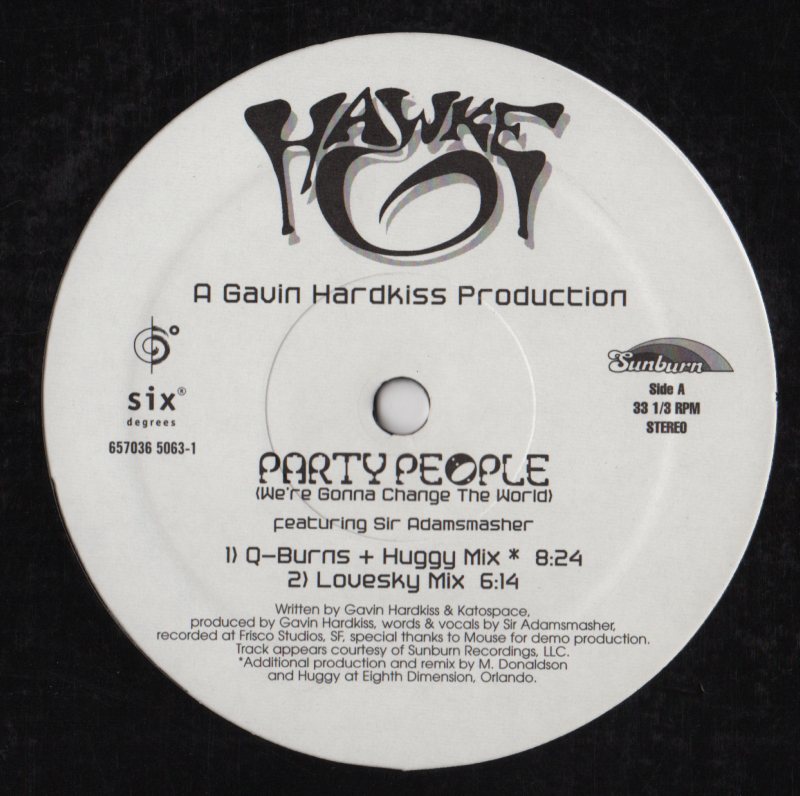 HAWKE
A Gavin Hardkiss Production
six®
degrees
657036 5063-1
Sunburn
Side A
33 1/3 RPM
STEREO
PARTY PEOPLE
(We're Gonna Change The World)
featuring Sir Adamsmasher
1) Q-Burns + Huggy Mix * 8:24
2) Lovesky Mix 6:14
Written by Gavin Hardkiss & Katospace,
produced by Gavin Hardkiss, words & vocals by Sir Adamsmasher,
recorded at Frisco Studios, SF, special thanks to Mouse for demo production.
Track appears courtesy of Sunburn Recordings, LLC.
*Additional production and remix by M. Donaldson
and Huggy at Eighth Dimension, Orlando.